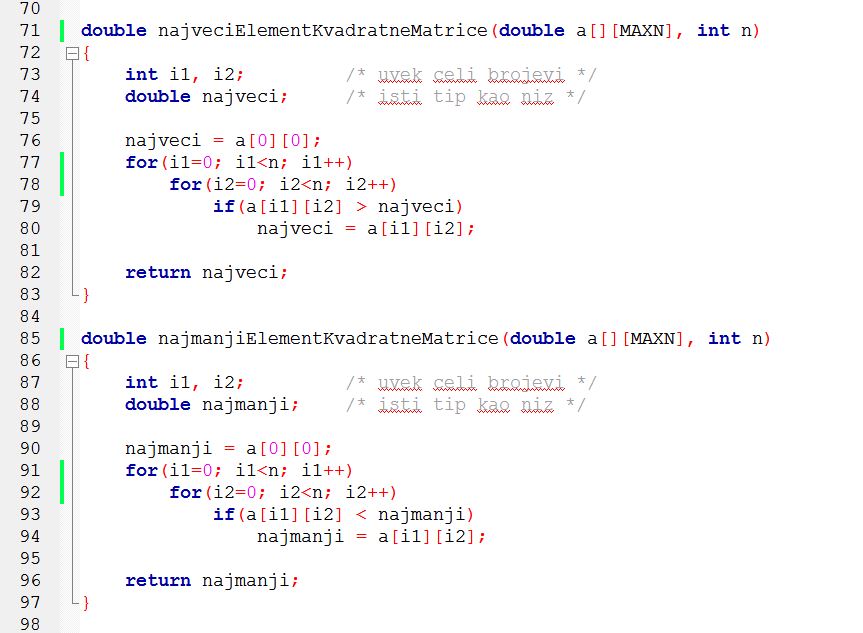 70
71 double najveciElementKvadratneMatrice(double a[][MAXN], int n)
72 {
73     int i1, i2;         /* uvek celi brojevi */
74     double najveci;     /* isti tip kao niz */
75
76     najveci = a[0][0];
77     for(i1=0; i1<n; i1++)
78         for(i2=0; i2<n; i2++)
79             if(a[i1][i2] > najveci)
80                 najveci = a[i1][i2];
81
82     return najveci;
83 }
84
85 double najmanjiElementKvadratneMatrice(double a[][MAXN], int n)
86 {
87     int i1, i2;         /* uvek celi brojevi */
88     double najmanji;    /* isti tip kao niz */
89
90     najmanji = a[0][0];
91     for(i1=0; i1<n; i1++)
92         for(i2=0; i2<n; i2++)
93             if(a[i1][i2] < najmanji)
94                 najmanji = a[i1][i2];
95
96     return najmanji;
97 }
98